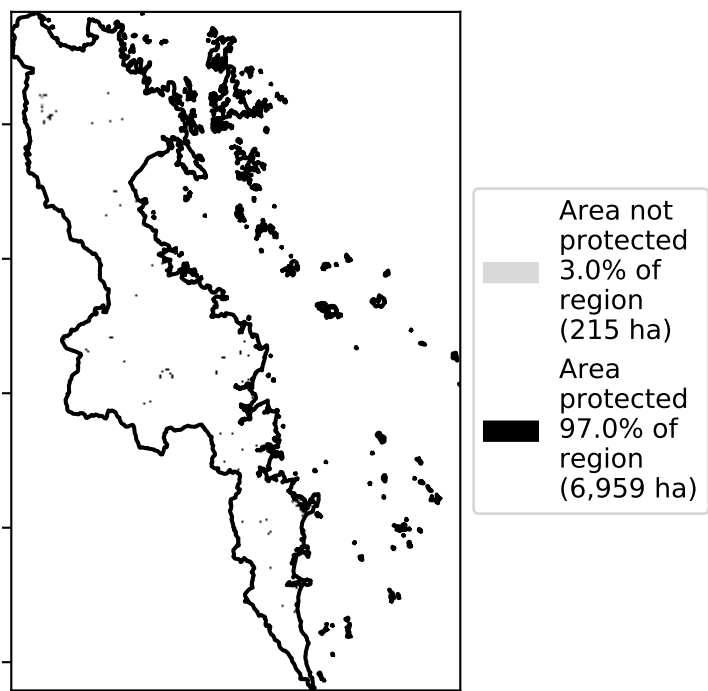 Area not
protected
3.0% of
region
(215 ha)
Area
protected
97.0% of
region
(6,959 ha)